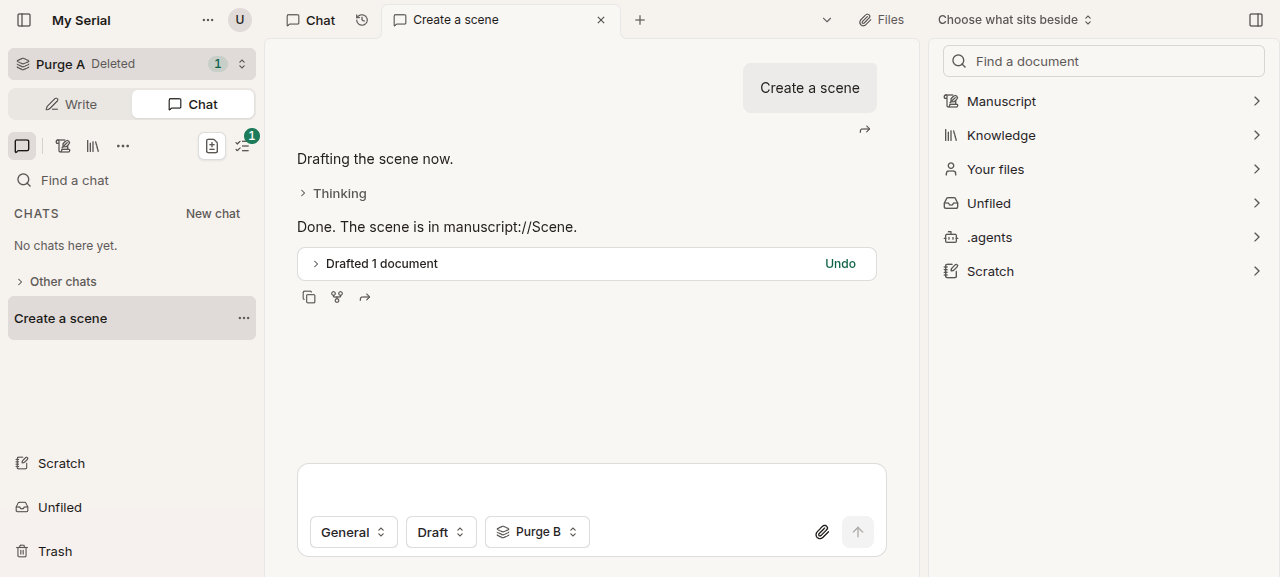 My Serial
U
Chat
Create a scene
Files
Choose what sits beside
Purge A Deleted 1
Write
Chat
1
Find a chat
CHATS
New chat
No chats here yet.
Other chats
Create a scene
Scratch
Unfiled
Trash
Create a scene
Drafting the scene now.
Thinking
Done. The scene is in manuscript://Scene.
Drafted 1 document
Undo
General
Draft
Purge B
Find a document
Manuscript
Knowledge
Your files
Unfiled
.agents
Scratch